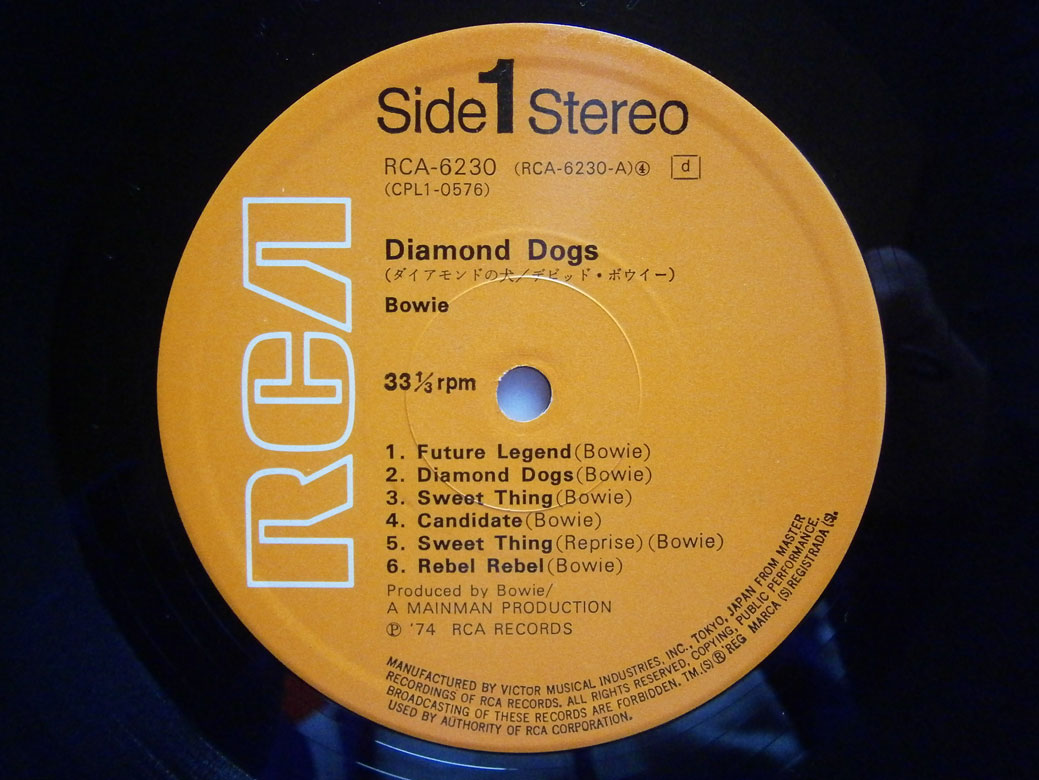 Side 1 Stereo
RCA-6230 (RCA-6230-A)④ d
(CPL1-0576)
RCA
Diamond Dogs
(ダイアモンドの犬/デビッド・ボウイー)
Bowie
33⅓rpm
1. Future Legend(Bowie)
2. Diamond Dogs(Bowie)
3. Sweet Thing(Bowie)
4. Candidate(Bowie)
5. Sweet Thing(Reprise)(Bowie)
6. Rebel Rebel(Bowie)
Produced by Bowie/
A MAINMAN PRODUCTION
Ⓟ '74 RCA RECORDS
MANUFACTURED BY VICTOR MUSICAL INDUSTRIES, INC., TOKYO, JAPAN FROM MASTER
RECORDINGS OF RCA RECORDS. ALL RIGHTS RESERVED, COPYING, PUBLIC PERFORMANCE,
BROADCASTING OF THESE RECORDS ARE FORBIDDEN. TM,(S)® REG MARCA (S)REGISTRADA (S).
USED BY AUTHORITY OF RCA CORPORATION.